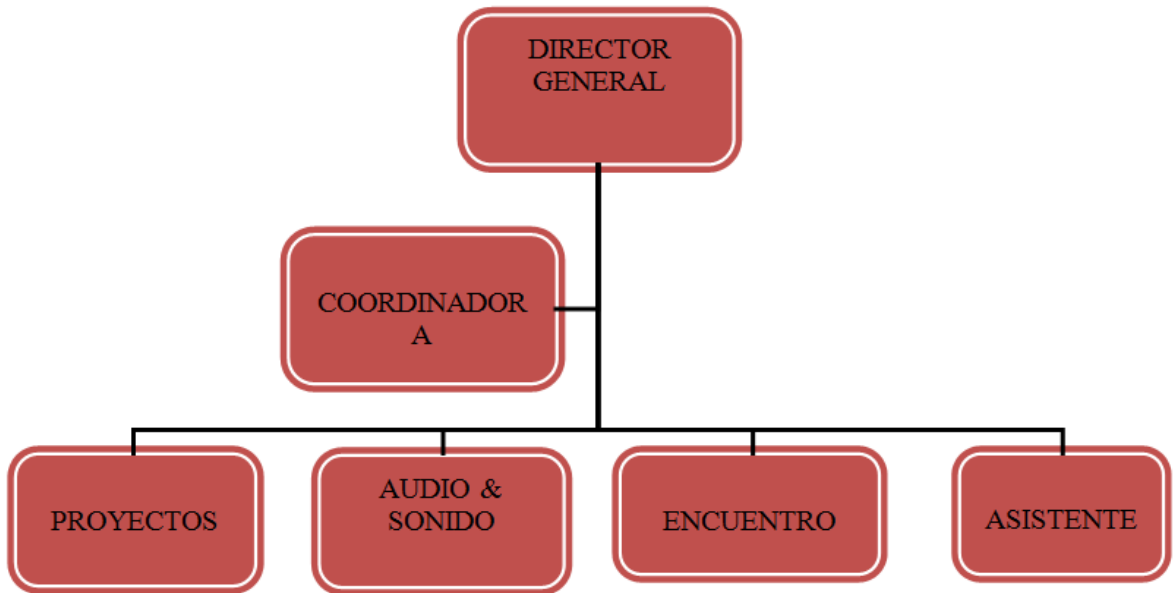 DIRECTOR
GENERAL
COORDINADOR
A
PROYECTOS
AUDIO &
SONIDO
ENCUENTRO
ASISTENTE